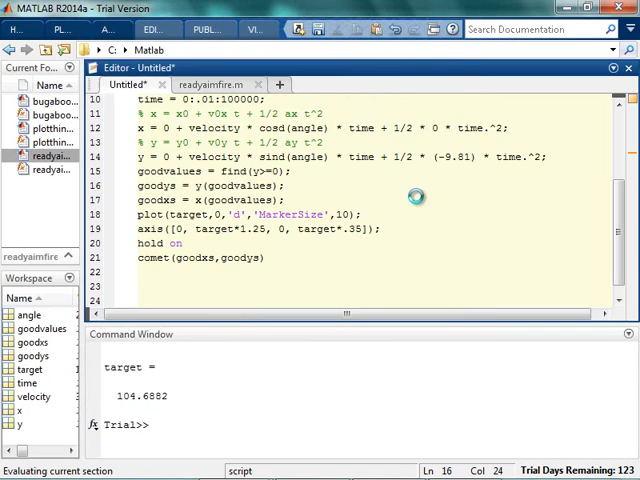 MATLAB R2014a - Trial Version
H...
PL...
A...
EDI...
PUBL...
VI...
Search Documentation
C: ▸ Matlab
Current Fo...
Name
bugaboo...
bugaboo...
plotthin...
plotthin...
readyai...
readyai...
readyaimfire...
Workspace
Name
angle
goodvalues
goodxs
goodys
target
time
velocity
x
y
Editor - Untitled*
Untitled*
readyaimfire.m
10 time = 0:.01:100000;
11 % x = x0 + v0x t + 1/2 ax t^2
12 x = 0 + velocity * cosd(angle) * time + 1/2 * 0 * time.^2;
13 % y = y0 + v0y t + 1/2 ay t^2
14 y = 0 + velocity * sind(angle) * time + 1/2 * (-9.81) * time.^2;
15 goodvalues = find(y>=0);
16 goodys = y(goodvalues);
17 goodxs = x(goodvalues);
18 plot(target,0,'d','MarkerSize',10);
19 axis([0, target*1.25, 0, target*.35]);
20 hold on
21 comet(goodxs,goodys)
22
23
24
Command Window
target =
104.6882
fx Trial>>
Evaluating current section
script
Ln 16 Col 24
Trial Days Remaining: 123